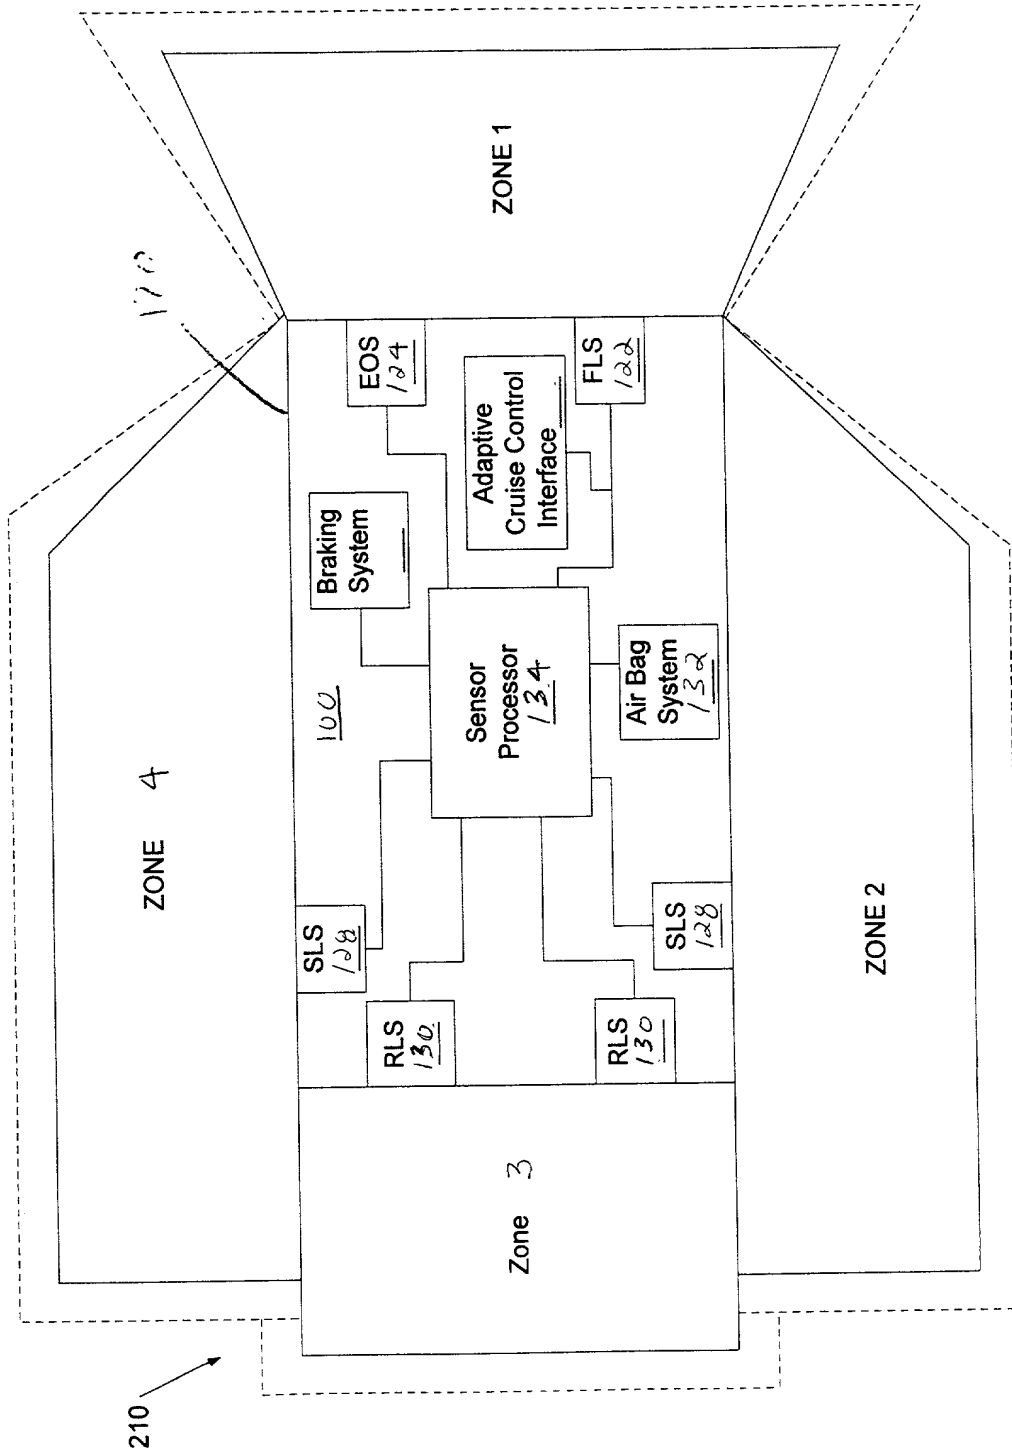 ZONE 1
ZONE 4
ZONE 2
Zone 3
EOS
124
FLS
122
Adaptive
Cruise Control
Interface
Braking
System
100
Sensor
Processor
134
Air Bag
System
132
SLS
128
SLS
128
RLS
130
RLS
130
210